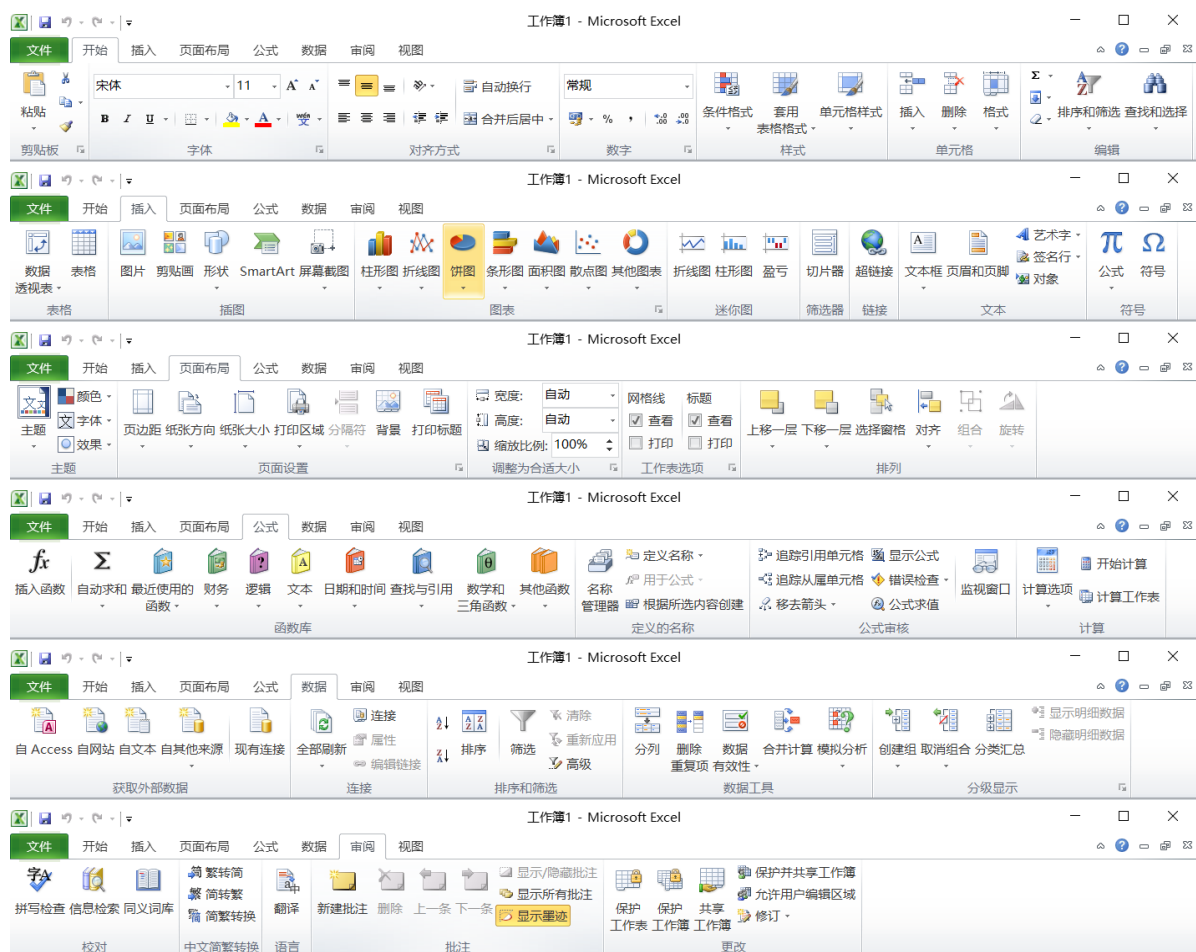 工作簿1 - Microsoft Excel
文件 开始 插入 页面布局 公式 数据 审阅 视图
宋体 11 A A 自动换行 常规 Σ
粘贴 条件格式 套用 单元格样式 插入 删除 格式 排序和筛选 查找和选择
表格格式
B I U A 变 合并后居中 % ,
剪贴板 字体 对齐方式 数字 样式 单元格 编辑
工作簿1 - Microsoft Excel
文件 开始 插入 页面布局 公式 数据 审阅 视图
艺术字
数据 表格 图片 剪贴画 形状 SmartArt 屏幕截图 柱形图 折线图 饼图 条形图 面积图 散点图 其他图表 折线图 柱形图 盈亏 切片器 超链接 文本框 页眉和页脚 签名行 公式 符号
透视表 对象
表格 插图 图表 迷你图 筛选器 链接 文本 符号
工作簿1 - Microsoft Excel
文件 开始 插入 页面布局 公式 数据 审阅 视图
颜色 宽度: 自动 网格线 标题
主题 字体 页边距 纸张方向 纸张大小 打印区域 分隔符 背景 打印标题 高度: 自动 查看 查看 上移一层 下移一层 选择窗格 对齐 组合 旋转
效果 缩放比例: 100% 打印 打印
主题 页面设置 调整为合适大小 工作表选项 排列
工作簿1 - Microsoft Excel
文件 开始 插入 页面布局 公式 数据 审阅 视图
fx Σ 定义名称 追踪引用单元格 显示公式 开始计算
插入函数 自动求和 最近使用的 财务 逻辑 文本 日期和时间 查找与引用 数学和 其他函数 名称 用于公式 追踪从属单元格 错误检查 监视窗口 计算选项
函数 三角函数 管理器 根据所选内容创建 移去箭头 公式求值 计算工作表
函数库 定义的名称 公式审核 计算
工作簿1 - Microsoft Excel
文件 开始 插入 页面布局 公式 数据 审阅 视图
连接 清除 显示明细数据
自 Access 自网站 自文本 自其他来源 现有连接 全部刷新 属性 排序 筛选 重新应用 分列 删除 数据 合并计算 模拟分析 创建组 取消组合 分类汇总 隐藏明细数据
编辑链接 高级 重复项 有效性
获取外部数据 连接 排序和筛选 数据工具 分级显示
工作簿1 - Microsoft Excel
文件 开始 插入 页面布局 公式 数据 审阅 视图
繁转简 显示/隐藏批注 保护并共享工作簿
拼写检查 信息检索 同义词库 简转繁 翻译 新建批注 删除 上一条 下一条 显示所有批注 保护 保护 共享 允许用户编辑区域
简繁转换 显示墨迹 工作表 工作簿 工作簿 修订
校对 中文简繁转换 语言 批注 更改